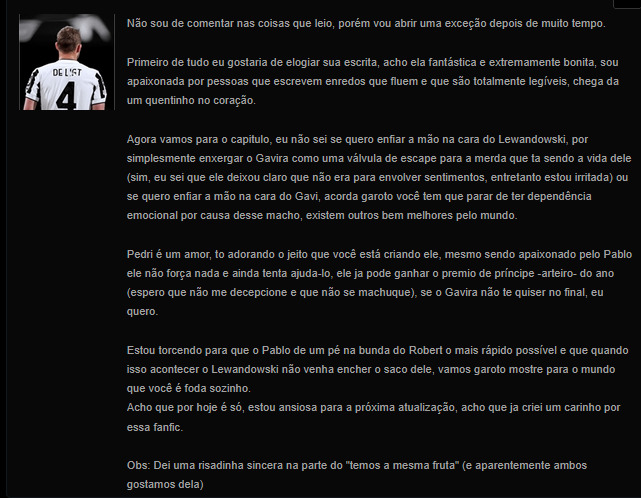 Não sou de comentar nas coisas que leio, porém vou abrir uma exceção depois de muito tempo.
Primeiro de tudo eu gostaria de elogiar sua escrita, acho ela fantástica e extremamente bonita, sou
apaixonada por pessoas que escrevem enredos que fluem e que são totalmente legíveis, chega da
um quentinho no coração.
Agora vamos para o capitulo, eu não sei se quero enfiar a mão na cara do Lewandowski, por
simplesmente enxergar o Gavira como uma válvula de escape para a merda que ta sendo a vida dele
(sim, eu sei que ele deixou claro que não era para envolver sentimentos, entretanto estou irritada) ou
se quero enfiar a mão na cara do Gavi, acorda garoto você tem que parar de ter dependência
emocional por causa desse macho, existem outros bem melhores pelo mundo.
Pedri é um amor, to adorando o jeito que você está criando ele, mesmo sendo apaixonado pelo Pablo
ele não força nada e ainda tenta ajuda-lo, ele ja pode ganhar o premio de príncipe -arteiro- do ano
(espero que não me decepcione e que não se machuque), se o Gavira não te quiser no final, eu
quero.
Estou torcendo para que o Pablo de um pé na bunda do Robert o mais rápido possível e que quando
isso acontecer o Lewandowski não venha encher o saco dele, vamos garoto mostre para o mundo
que você é foda sozinho.
Acho que por hoje é só, estou ansiosa para a próxima atualização, acho que ja criei um carinho por
essa fanfic.
Obs: Dei uma risadinha sincera na parte do "temos a mesma fruta" (e aparentemente ambos
gostamos dela)
DE LIGT
4